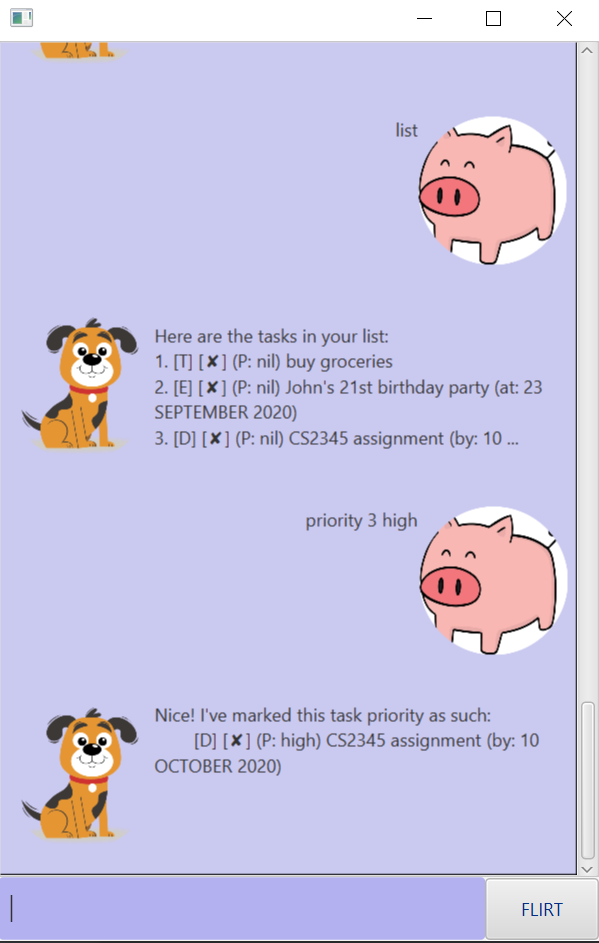 list
Here are the tasks in your list:
1. [T] [✘] (P: nil) buy groceries
2. [E] [✘] (P: nil) John's 21st birthday party (at: 23
SEPTEMBER 2020)
3. [D] [✘] (P: nil) CS2345 assignment (by: 10 ...
priority 3 high
Nice! I've marked this task priority as such:
[D] [✘] (P: high) CS2345 assignment (by: 10
OCTOBER 2020)
FLIRT